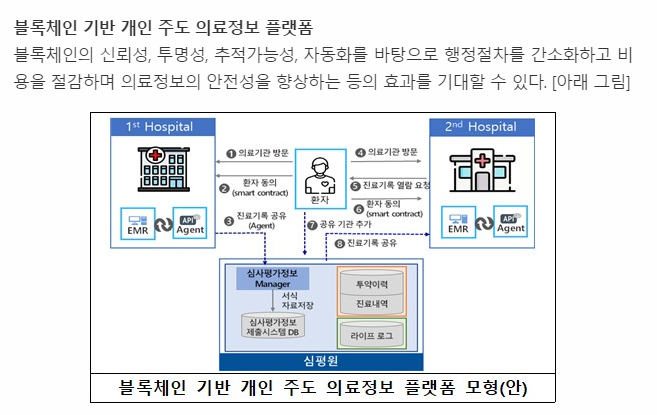 블록체인 기반 개인 주도 의료정보 플랫폼
블록체인의 신뢰성, 투명성, 추적가능성, 자동화를 바탕으로 행정절차를 간소화하고 비
용을 절감하며 의료정보의 안전성을 향상하는 등의 효과를 기대할 수 있다. [아래 그림]
1st Hospital
2nd Hospital
❶ 의료기관 방문
❹ 의료기관 방문
❷ 환자 동의
(smart contract)
환자
❺ 진료기록 열람 요청
❻ 환자 동의
(smart contract)
EMR
API
Agent
❸ 진료기록 공유
(Agent)
❼ 공유 기관 추가
❽ 진료기록 공유
EMR
API
Agent
심사평가정보
Manager
서식
자료저장
심사평가정보
제출시스템 DB
투약이력
진료내역
라이프 로그
심평원
블록체인 기반 개인 주도 의료정보 플랫폼 모형(안)